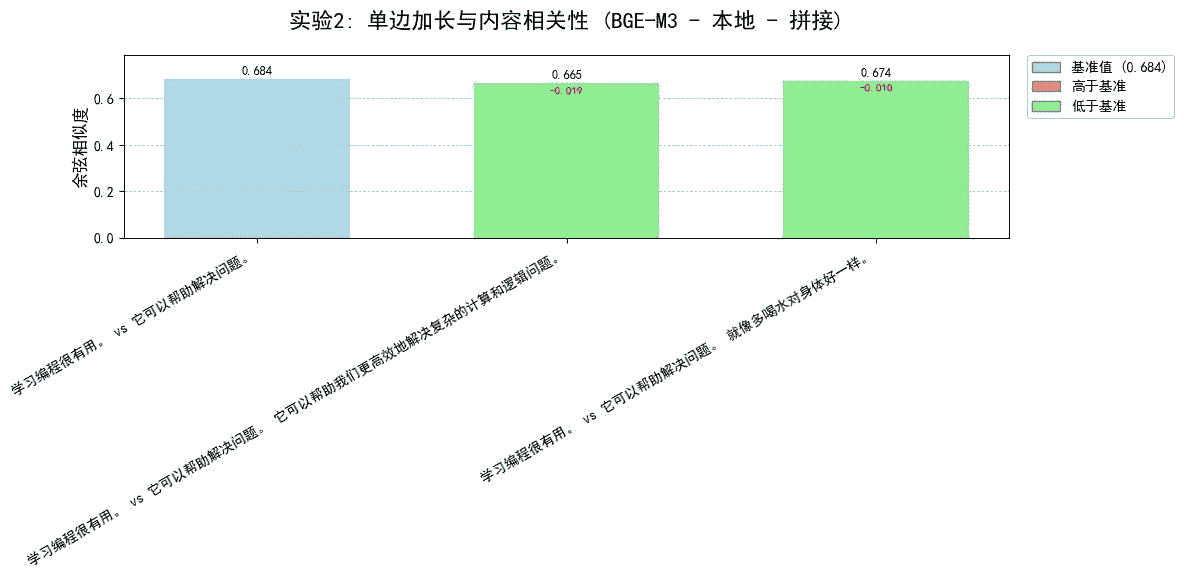 实验2: 单边加长与内容相关性 (BGE-M3 - 本地 - 拼接)
余弦相似度
0.6
0.4
0.2
0.0
0.684
0.665
-0.019
0.674
-0.010
基准值 (0.684)
高于基准
低于基准
学习编程很有用。 vs 它可以帮助解决问题。
学习编程很有用。 vs 它可以帮助解决问题。 它可以帮助我们更高效地解决复杂的计算和逻辑问题。
学习编程很有用。 vs 它可以帮助解决问题。 就像多喝水对身体好一样。